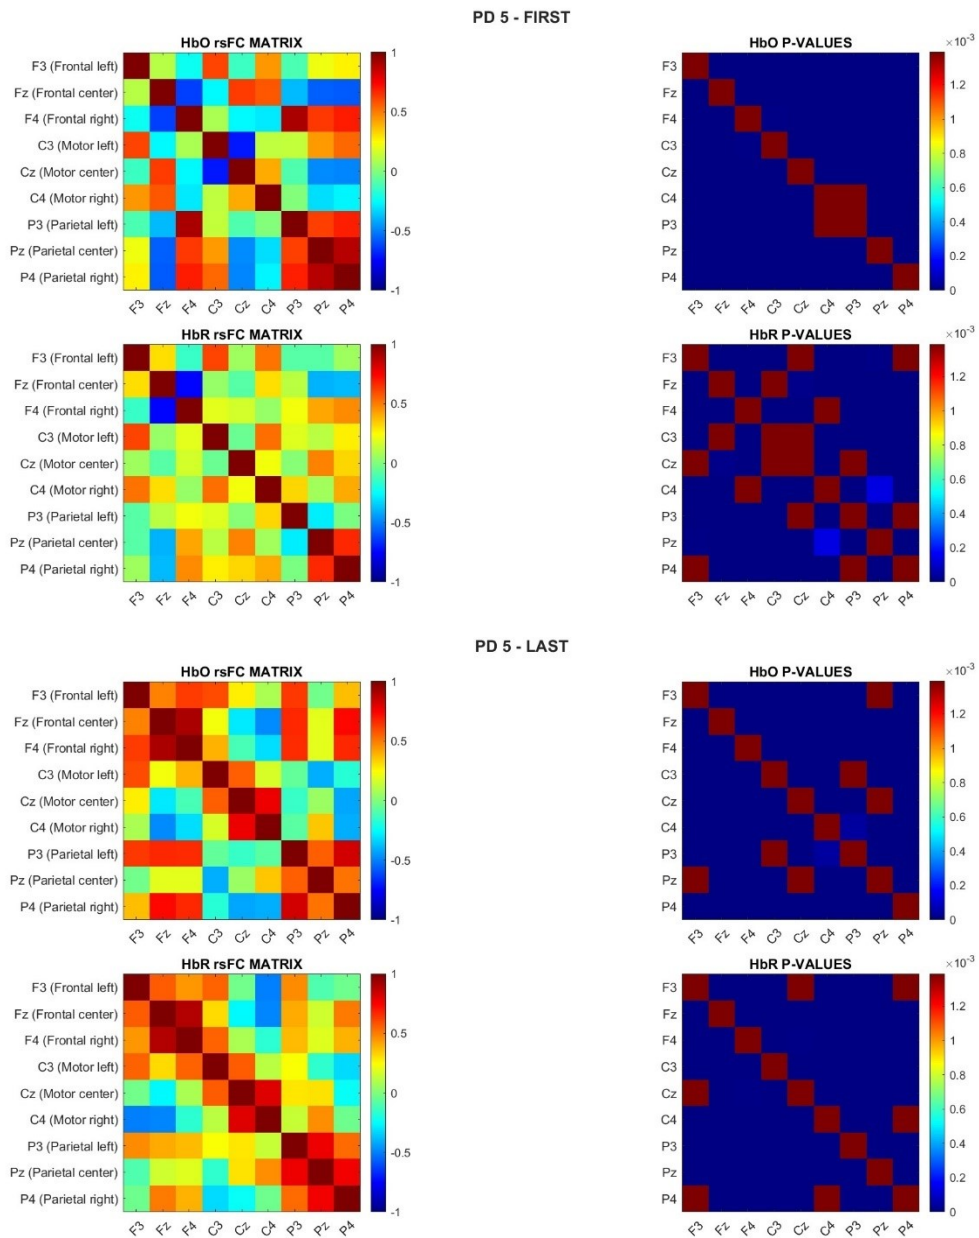 PD 5 - FIRST
HbO rsFC MATRIX
F3 (Frontal left)
Fz (Frontal center)
F4 (Frontal right)
C3 (Motor left)
Cz (Motor center)
C4 (Motor right)
P3 (Parietal left)
Pz (Parietal center)
P4 (Parietal right)
F3 Fz F4 C3 Cz C4 P3 Pz P4
1
0.5
0
-0.5
-1
HbO P-VALUES
F3
Fz
F4
C3
Cz
C4
P3
Pz
P4
F3 Fz F4 C3 Cz C4 P3 Pz P4
×10-3
1.2
1
0.8
0.6
0.4
0.2
0
HbR rsFC MATRIX
F3 (Frontal left)
Fz (Frontal center)
F4 (Frontal right)
C3 (Motor left)
Cz (Motor center)
C4 (Motor right)
P3 (Parietal left)
Pz (Parietal center)
P4 (Parietal right)
F3 Fz F4 C3 Cz C4 P3 Pz P4
1
0.5
0
-0.5
-1
HbR P-VALUES
F3
Fz
F4
C3
Cz
C4
P3
Pz
P4
F3 Fz F4 C3 Cz C4 P3 Pz P4
×10-3
1.2
1
0.8
0.6
0.4
0.2
0
PD 5 - LAST
HbO rsFC MATRIX
F3 (Frontal left)
Fz (Frontal center)
F4 (Frontal right)
C3 (Motor left)
Cz (Motor center)
C4 (Motor right)
P3 (Parietal left)
Pz (Parietal center)
P4 (Parietal right)
F3 Fz F4 C3 Cz C4 P3 Pz P4
1
0.5
0
-0.5
-1
HbO P-VALUES
F3
Fz
F4
C3
Cz
C4
P3
Pz
P4
F3 Fz F4 C3 Cz C4 P3 Pz P4
×10-3
1.2
1
0.8
0.6
0.4
0.2
0
HbR rsFC MATRIX
F3 (Frontal left)
Fz (Frontal center)
F4 (Frontal right)
C3 (Motor left)
Cz (Motor center)
C4 (Motor right)
P3 (Parietal left)
Pz (Parietal center)
P4 (Parietal right)
F3 Fz F4 C3 Cz C4 P3 Pz P4
1
0.5
0
-0.5
-1
HbR P-VALUES
F3
Fz
F4
C3
Cz
C4
P3
Pz
P4
F3 Fz F4 C3 Cz C4 P3 Pz P4
×10-3
1.2
1
0.8
0.6
0.4
0.2
0